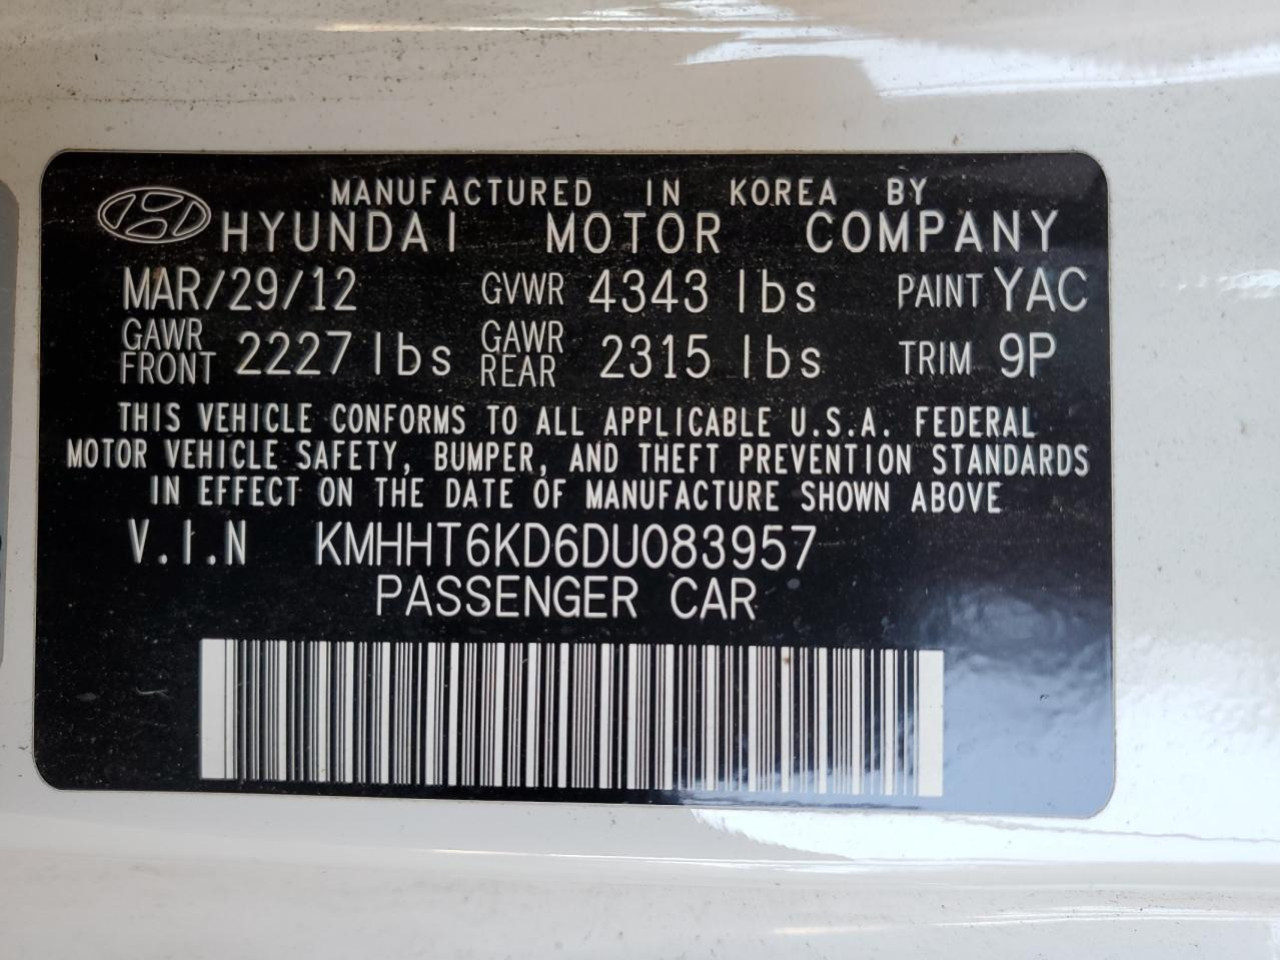 MANUFACTURED IN KOREA BY
HYUNDAI MOTOR COMPANY
MAR/29/12 GVWR 4343 lbs PAINT YAC
GAWR FRONT 2227 lbs GAWR REAR 2315 lbs TRIM 9P
THIS VEHICLE CONFORMS TO ALL APPLICABLE U.S.A. FEDERAL
MOTOR VEHICLE SAFETY, BUMPER, AND THEFT PREVENTION STANDARDS
IN EFFECT ON THE DATE OF MANUFACTURE SHOWN ABOVE
V.I.N KMHHT6KD6DU083957
PASSENGER CAR